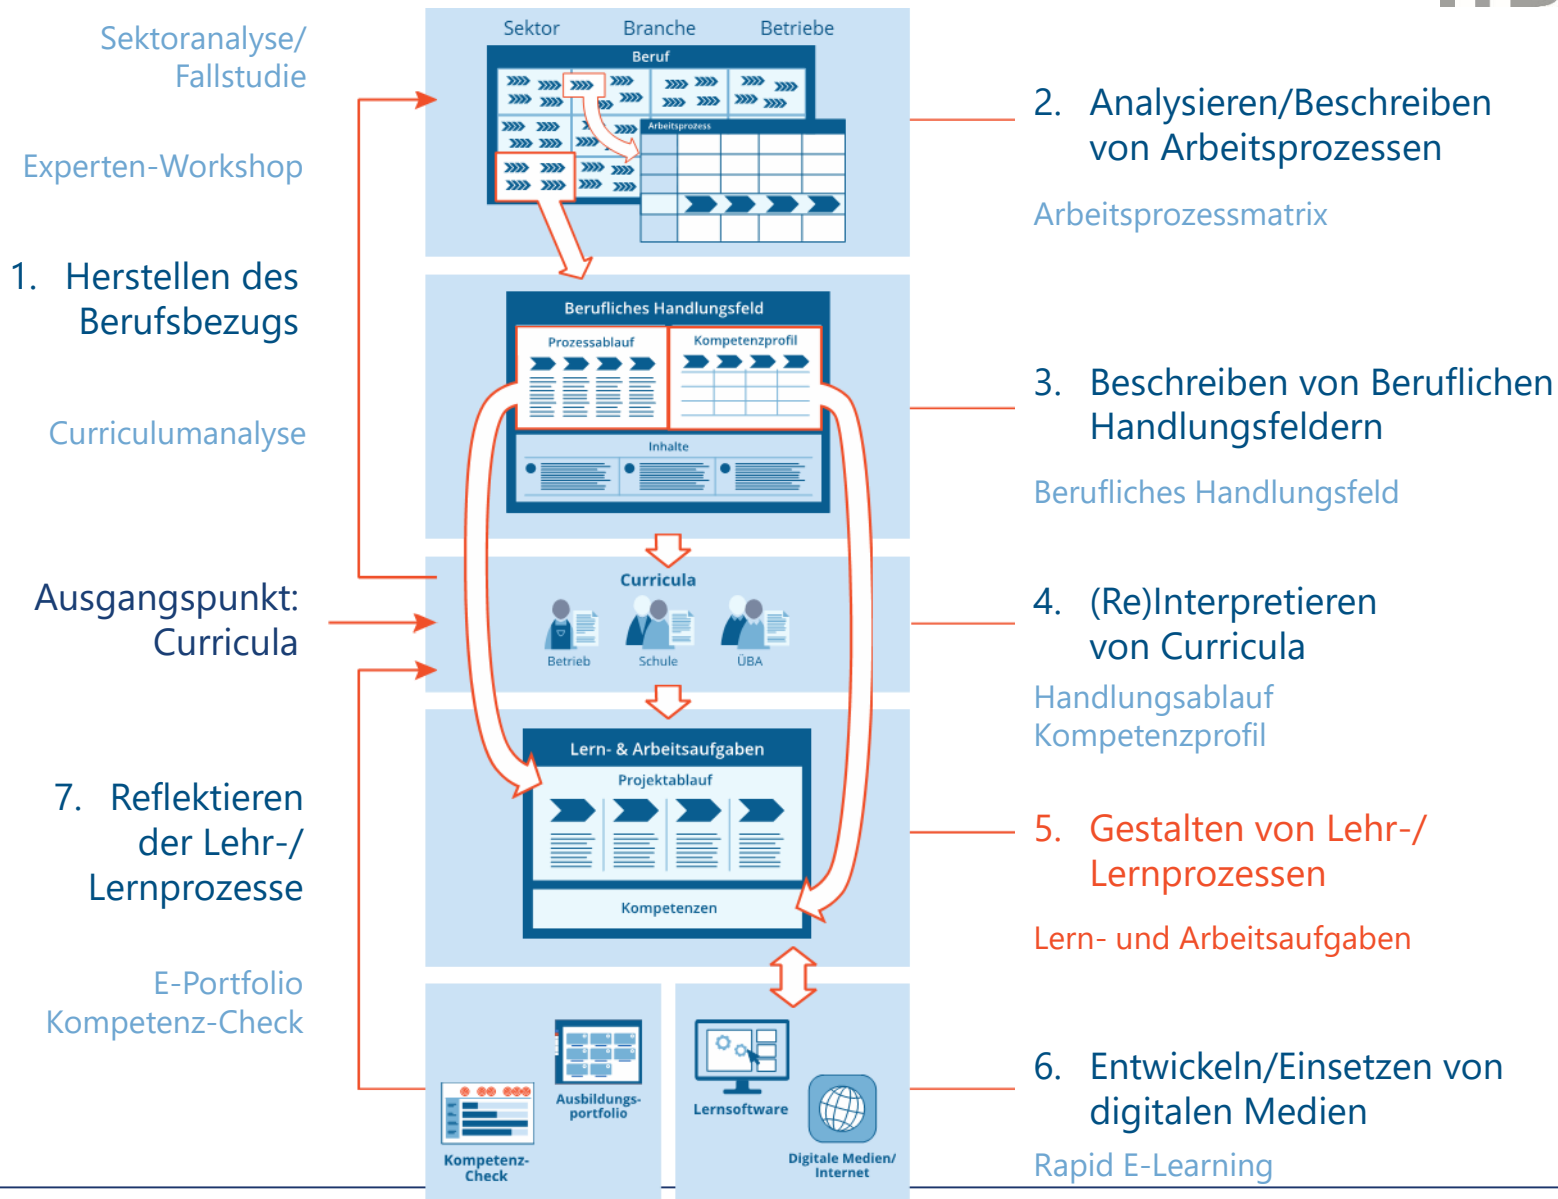 Sektoranalyse/
Fallstudie
Experten-Workshop
1. Herstellen des
Berufsbezugs
Curriculumanalyse
Ausgangspunkt:
Curricula
7. Reflektieren
der Lehr-/
Lernprozesse
E-Portfolio
Kompetenz-Check
Sektor Branche Betriebe
Beruf
Arbeitsprozess
Berufliches Handlungsfeld
Prozessablauf
Kompetenzprofil
Inhalte
Curricula
Betrieb
Schule
ÜBA
Lern- & Arbeitsaufgaben
Projektablauf
Kompetenzen
Ausbildungs-
portfolio
Kompetenz-
Check
Lernsoftware
Digitale Medien/
Internet
2. Analysieren/Beschreiben
von Arbeitsprozessen
Arbeitsprozessmatrix
3. Beschreiben von Beruflichen
Handlungsfeldern
Berufliches Handlungsfeld
4. (Re)Interpretieren
von Curricula
Handlungsablauf
Kompetenzprofil
5. Gestalten von Lehr-/
Lernprozessen
Lern- und Arbeitsaufgaben
6. Entwickeln/Einsetzen von
digitalen Medien
Rapid E-Learning